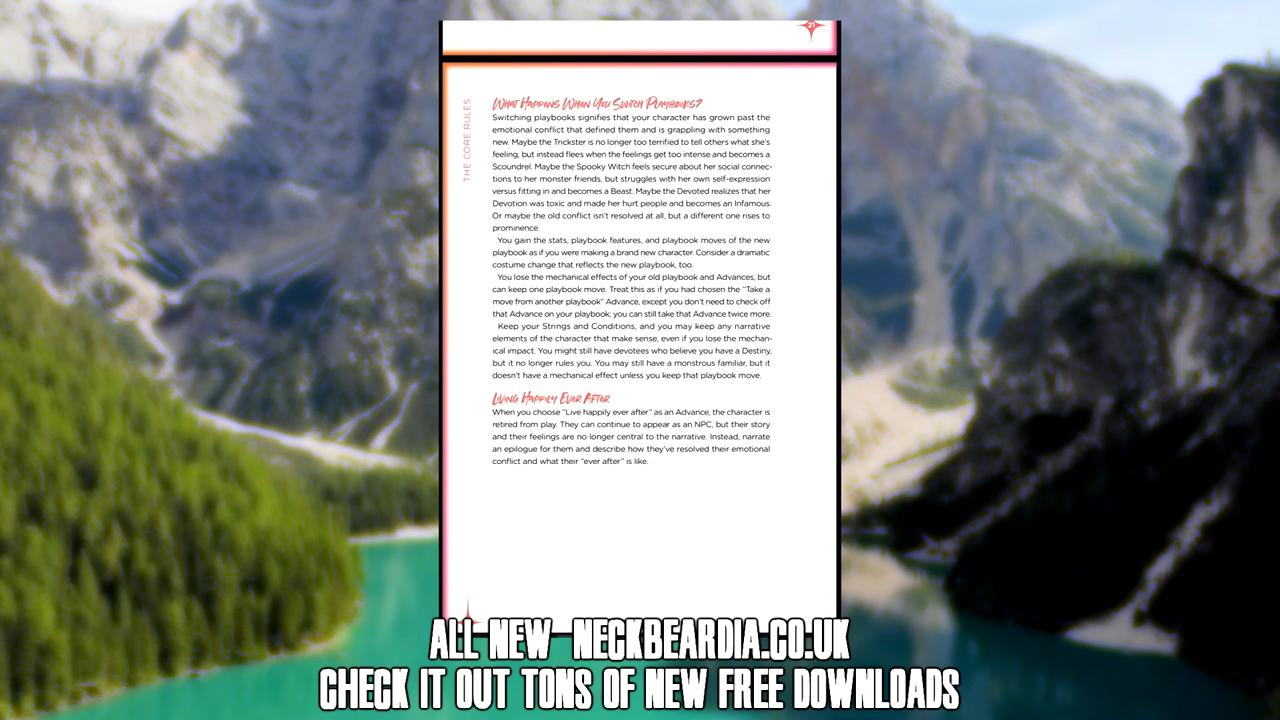 21
What Happens When You Switch Playbooks?
Switching playbooks signifies that your character has grown past the
emotional conflict that defined them and is grappling with something
new. Maybe the Trickster is no longer too terrified to tell others what she's
feeling, but instead flees when the feelings get too intense and becomes a
Scoundrel. Maybe the Spooky Witch feels secure about her social connec-
tions to her monster friends, but struggles with her own self-expression
versus fitting in and becomes a Beast. Maybe the Devoted realizes that her
Devotion was toxic and made her hurt people and becomes an Infamous.
Or maybe the old conflict isn't resolved at all, but a different one rises to
prominence.
You gain the stats, playbook features, and playbook moves of the new
playbook as if you were making a brand new character. Consider a dramatic
costume change that reflects the new playbook, too.
You lose the mechanical effects of your old playbook and Advances, but
can keep one playbook move. Treat this as if you had chosen the "Take a
move from another playbook" Advance, except you don't need to check off
that Advance on your playbook; you can still take that Advance twice more.
Keep your Strings and Conditions, and you may keep any narrative
elements of the character that make sense, even if you lose the mechan-
ical impact. You might still have devotees who believe you have a Destiny,
but it no longer rules you. You may still have a monstrous familiar, but it
doesn't have a mechanical effect unless you keep that playbook move.
Living Happily Ever After
When you choose "Live happily ever after" as an Advance, the character is
retired from play. They can continue to appear as an NPC, but their story
and their feelings are no longer central to the narrative. Instead, narrate
an epilogue for them and describe how they've resolved their emotional
conflict and what their "ever after" is like.
THE CORE RULES
ALL NEW NECKBEARDIA.CO.UK
CHECK IT OUT TONS OF NEW FREE DOWNLOADS